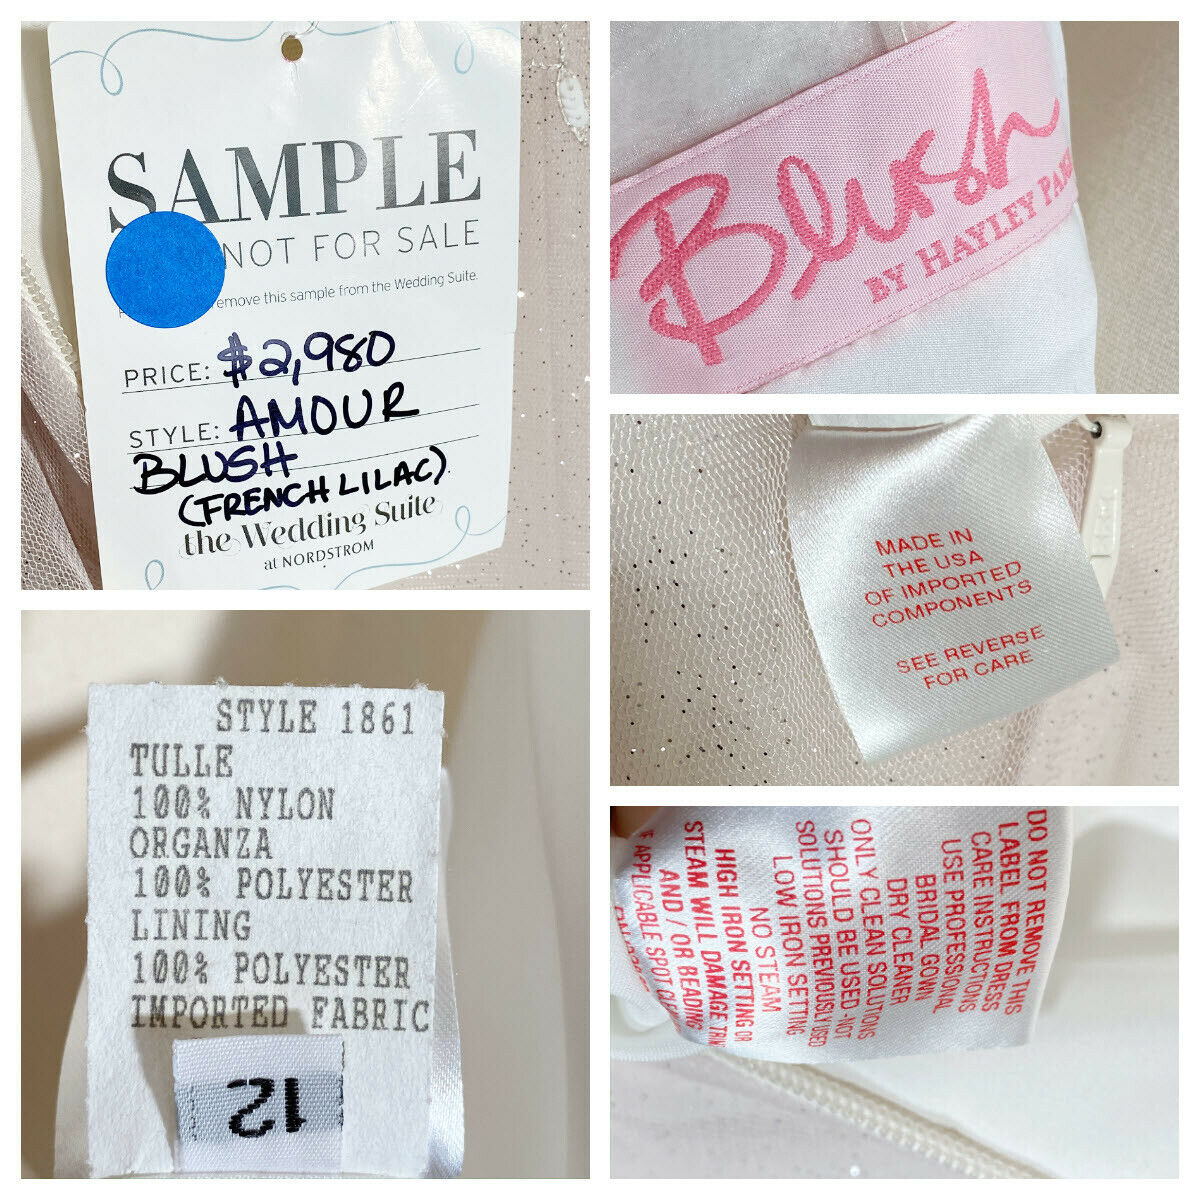 SAMPLE
NOT FOR SALE
remove this sample from the Wedding Suite.
PRICE: $2,980
STYLE: AMOUR
BLUSH
(FRENCH LILAC)
the Wedding Suite
at NORDSTROM
Blush
BY HAYLEY
MADE IN
THE USA
OF IMPORTED
COMPONENTS
SEE REVERSE
FOR CARE
STYLE 1861
TULLE
100% NYLON
ORGANZA
100% POLYESTER
LINING
100% POLYESTER
IMPORTED FABRIC
12
DO NOT REMOVE THIS
LABEL FROM DRESS
CARE INSTRUCTIONS
USE PROFESSIONAL
BRIDAL GOWN
DRY CLEANER
ONLY CLEAN SOLUTIONS
SHOULD BE USED -NOT
SOLUTIONS PREVIOUSLY USED
LOW IRON SETTING
NO STEAM
HIGH IRON SETTING OR
STEAM WILL DAMAGE TRIM
AND / OR BEADING
APPLICABLE SPOT